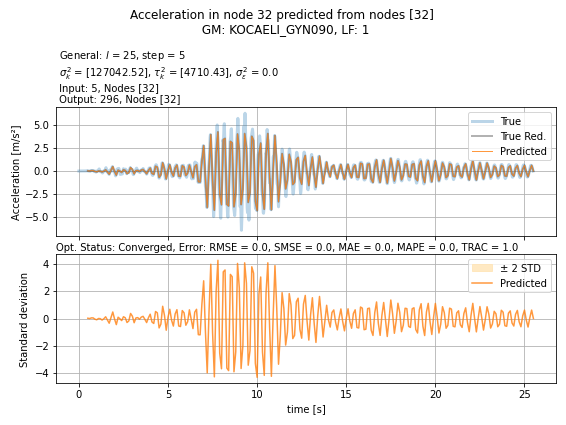 Acceleration in node 32 predicted from nodes [32]
GM: KOCAELI_GYN090, LF: 1
General: l = 25, step = 5
σ²ₖ = [127042.52], τ²ₖ = [4710.43], σ²ε = 0.0
Input: 5, Nodes [32]
Output: 296, Nodes [32]
True
True Red.
Predicted
5.0
2.5
0.0
−2.5
−5.0
Acceleration [m/s²]
Opt. Status: Converged, Error: RMSE = 0.0, SMSE = 0.0, MAE = 0.0, MAPE = 0.0, TRAC = 1.0
± 2 STD
Predicted
4
2
0
−2
−4
Standard deviation
0 5 10 15 20 25
time [s]